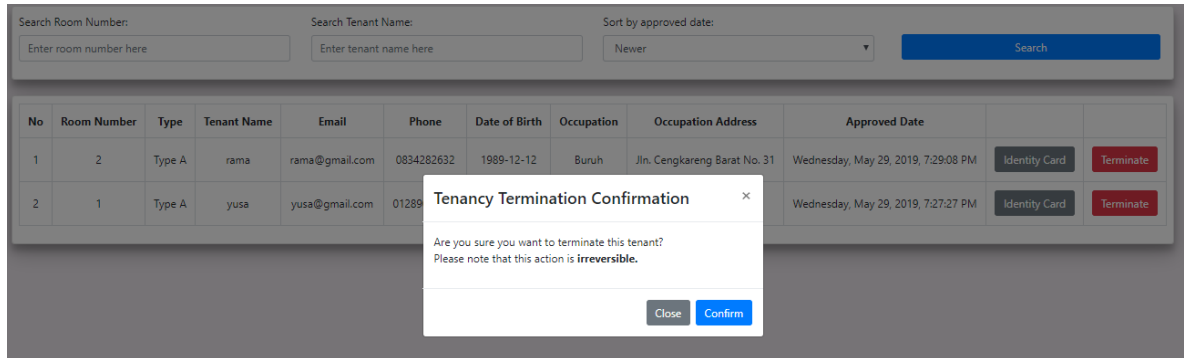 Search Room Number: Search Tenant Name: Sort by approved date:
Enter room number here Enter tenant name here Newer Search
No Room Number Type Tenant Name Email Phone Date of Birth Occupation Occupation Address Approved Date
1 2 Type A rama rama@gmail.com 0834282632 1989-12-12 Buruh Jln. Cengkareng Barat No. 31 Wednesday, May 29, 2019, 7:29:08 PM Identity Card Terminate
2 1 Type A yusa yusa@gmail.com Wednesday, May 29, 2019, 7:27:27 PM Identity Card Terminate
Tenancy Termination Confirmation ×
Are you sure you want to terminate this tenant?
Please note that this action is irreversible.
Close Confirm